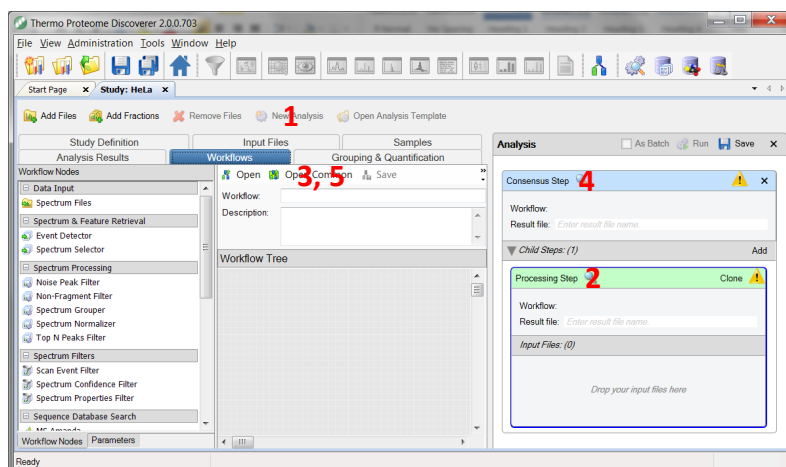 Thermo Proteome Discoverer 2.0.0.703
File View Administration Tools Window Help
Start Page x Study: HeLa x
Add Files Add Fractions Remove Files New Analysis Open Analysis Template
1
Study Definition Input Files Samples
Analysis Results Workflows Grouping & Quantification
Workflow Nodes
Data Input
Spectrum Files
Spectrum & Feature Retrieval
Event Detector
Spectrum Selector
Spectrum Processing
Noise Peak Filter
Non-Fragment Filter
Spectrum Grouper
Spectrum Normalizer
Top N Peaks Filter
Spectrum Filters
Scan Event Filter
Spectrum Confidence Filter
Spectrum Properties Filter
Sequence Database Search
MS Amanda
Workflow Nodes Parameters
Open Open Common Save »
3, 5
Workflow:
Description:
Workflow Tree
Analysis As Batch Run Save x
Consensus Step 4 x
Workflow:
Result file: Enter result file name.
Child Steps: (1) Add
Processing Step 2 Clone
Workflow:
Result file: Enter result file name.
Input Files: (0)
Drop your input files here
Ready